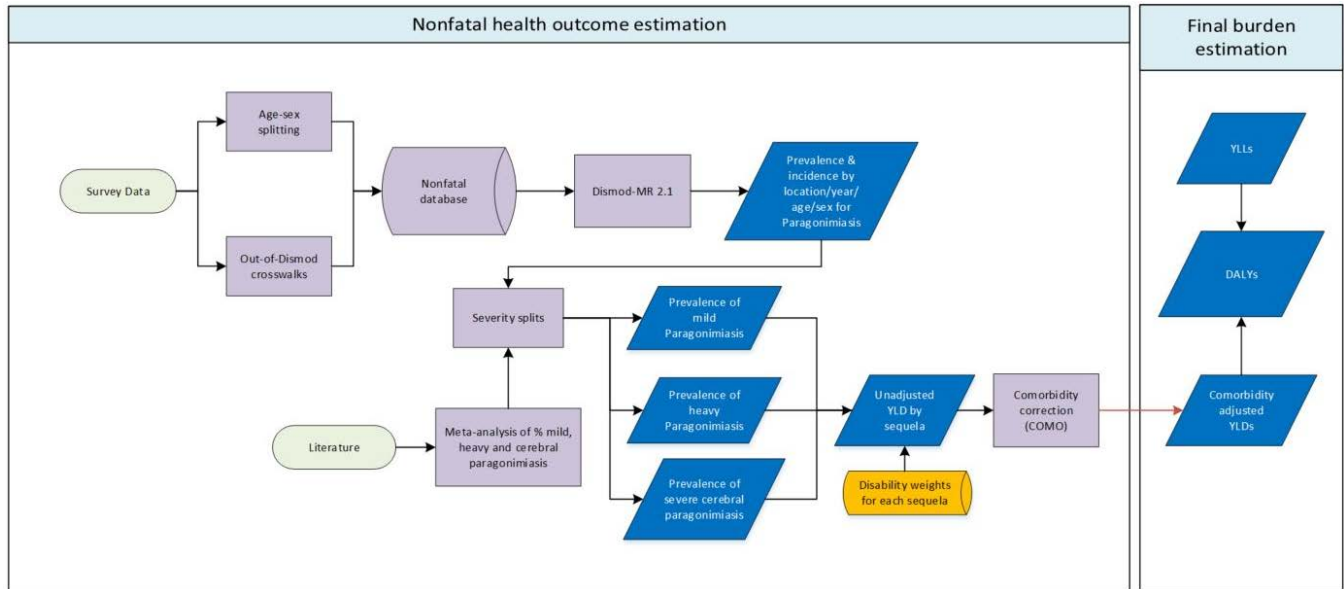 Nonfatal health outcome estimation
Final burden
estimation
Age-sex
splitting
Survey Data
Out-of-Dismod
crosswalks
Nonfatal
database
Dismod-MR 2.1
Prevalence &
incidence by
location/year/
age/sex for
Paragonimiasis
YLLs
DALYs
Severity splits
Prevalence of
mild
Paragonimiasis
Prevalence of
heavy
Paragonimiasis
Prevalence of
severe cerebral
paragonimiasis
Literature
Meta-analysis of % mild,
heavy and cerebral
paragonimiasis
Unadjusted
YLD by
sequela
Disability weights
for each sequela
Comorbidity
correction
(COMO)
Comorbidity
adjusted
YLDs